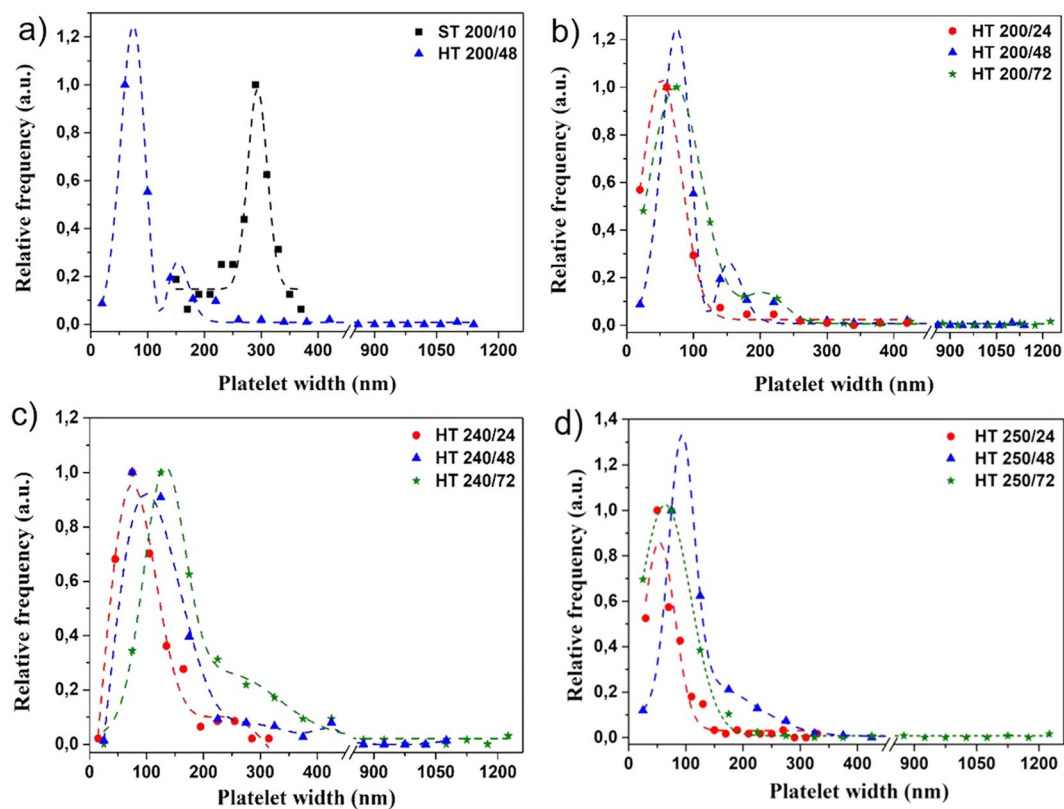 a)
ST 200/10
HT 200/48
Relative frequency (a.u.)
1,2
1,0
0,8
0,6
0,4
0,2
0,0
0 100 200 300 400 900 1050 1200
Platelet width (nm)
b)
HT 200/24
HT 200/48
HT 200/72
Relative frequency (a.u.)
1,2
1,0
0,8
0,6
0,4
0,2
0,0
0 100 200 300 400 900 1050 1200
Platelet width (nm)
c)
HT 240/24
HT 240/48
HT 240/72
Relative frequency (a.u.)
1,2
1,0
0,8
0,6
0,4
0,2
0,0
0 100 200 300 400 900 1050 1200
Platelet width (nm)
d)
HT 250/24
HT 250/48
HT 250/72
Relative frequency (a.u.)
1,4
1,2
1,0
0,8
0,6
0,4
0,2
0,0
0 100 200 300 400 900 1050 1200
Platelet width (nm)